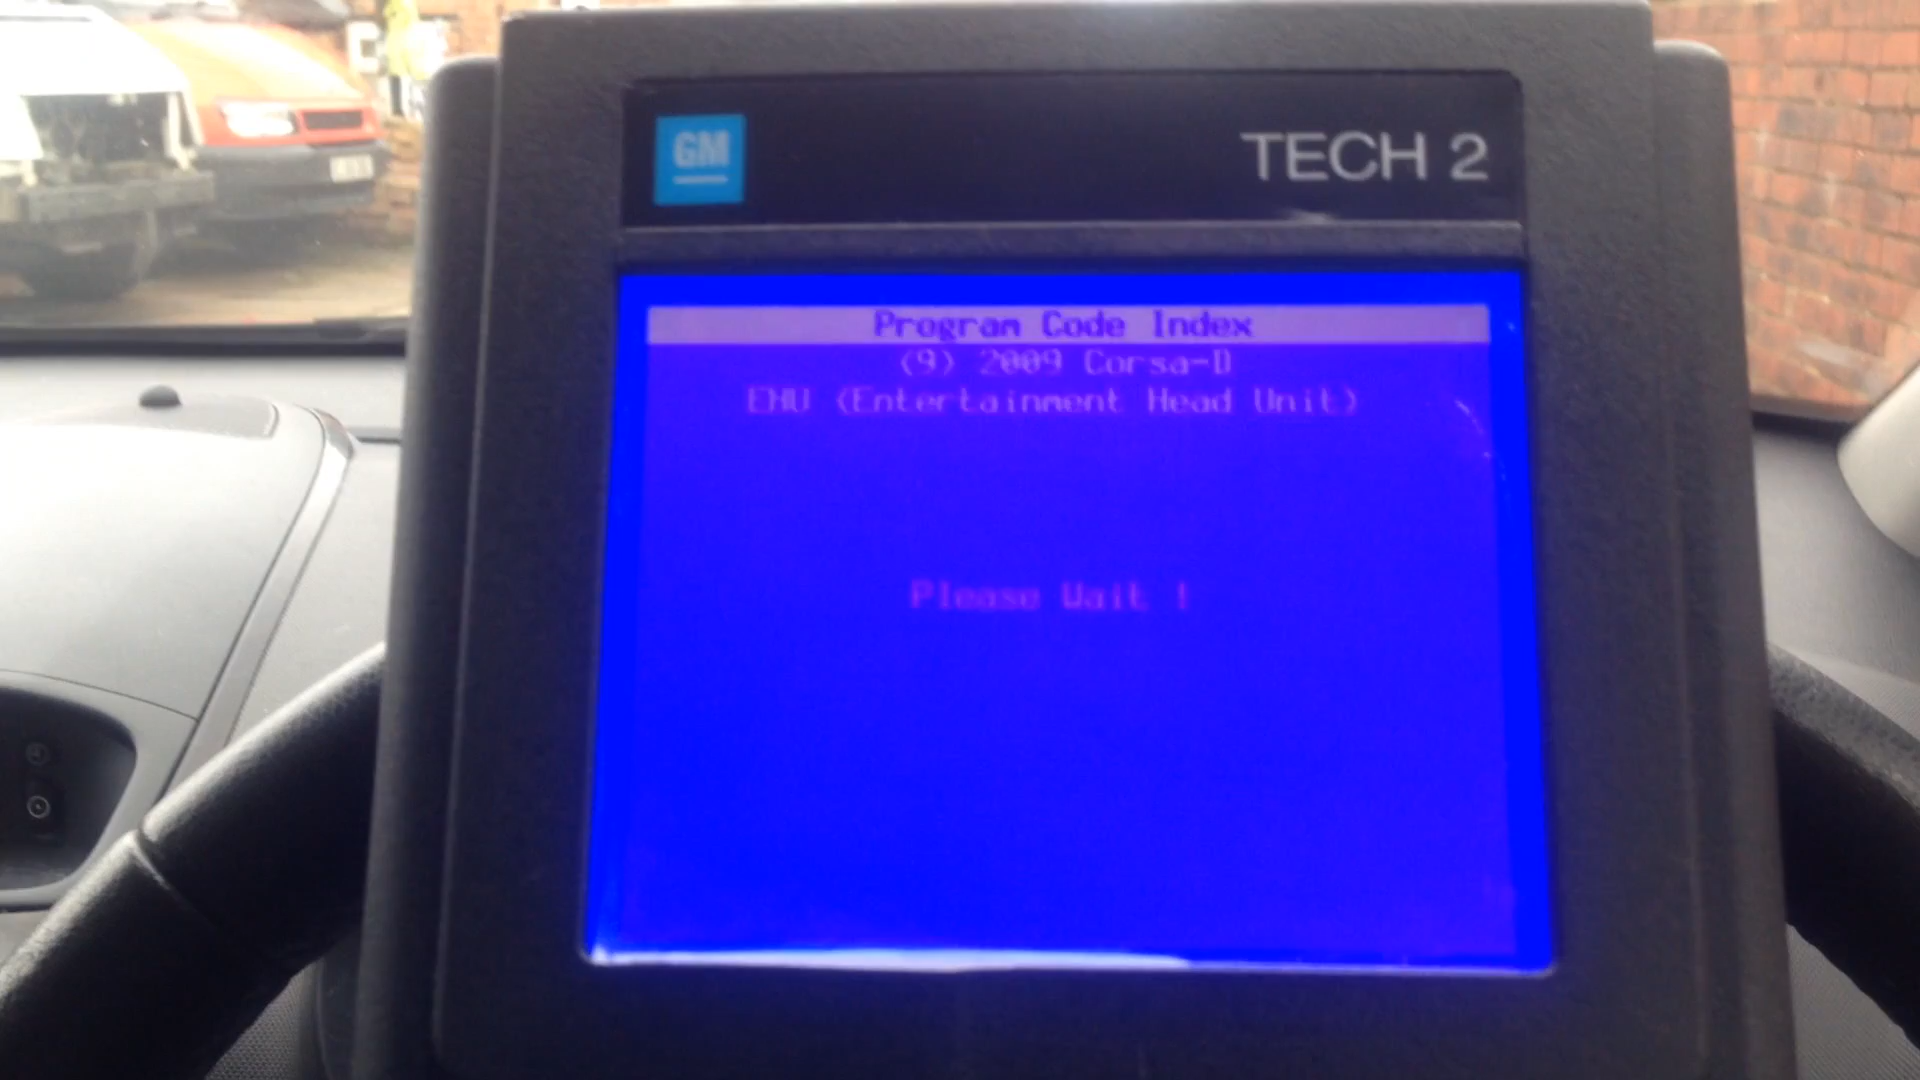 GM
TECH 2
Program Code Index
(9) 2009 Corsa-D
EHU (Entertainment Head Unit)
Please Wait !